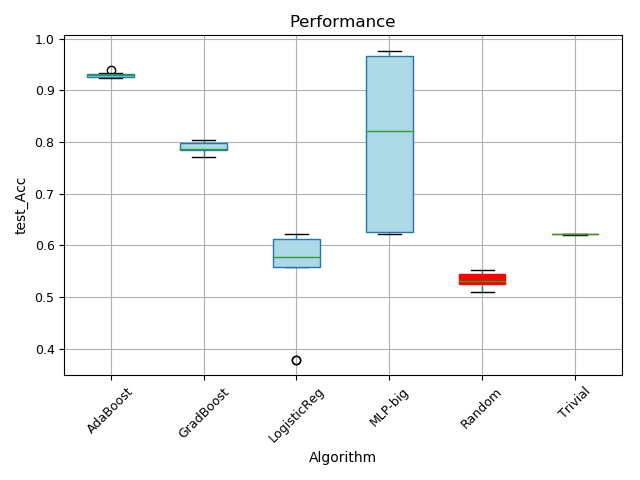 Performance
1.0
0.9
0.8
0.7
0.6
0.5
0.4
test_Acc
AdaBoost
GradBoost
LogisticReg
MLP-big
Random
Trivial
Algorithm